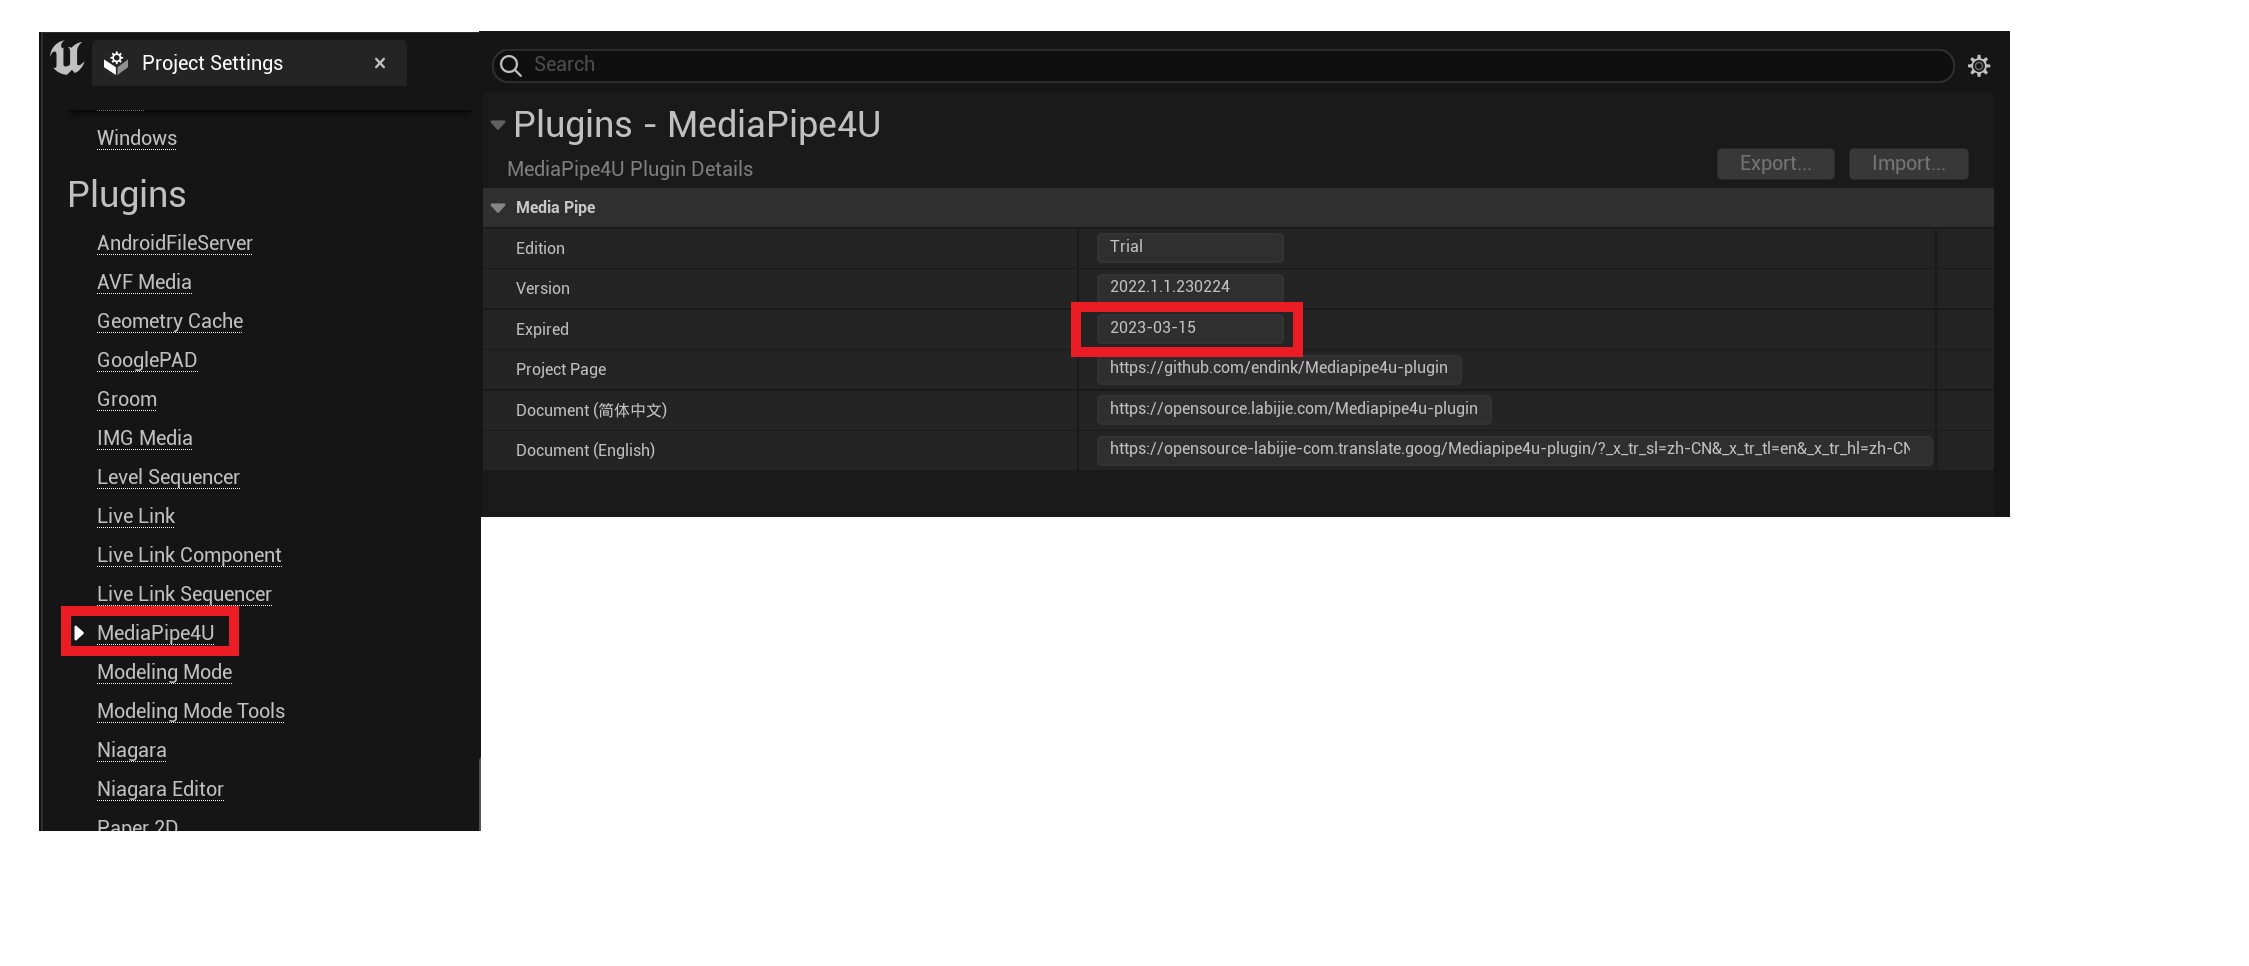 Project Settings
Windows
Plugins
AndroidFileServer
AVF Media
Geometry Cache
GooglePAD
Groom
IMG Media
Level Sequencer
Live Link
Live Link Component
Live Link Sequencer
MediaPipe4U
Modeling Mode
Modeling Mode Tools
Niagara
Niagara Editor
Paper 2D
Search
Plugins - MediaPipe4U
MediaPipe4U Plugin Details
Export... Import...
Media Pipe
Edition Trial
Version 2022.1.1.230224
Expired 2023-03-15
Project Page https://github.com/endink/Mediapipe4u-plugin
Document (简体中文) https://opensource.labijie.com/Mediapipe4u-plugin
Document (English) https://opensource-labijie-com.translate.goog/Mediapipe4u-plugin/?_x_tr_sl=zh-CN&_x_tr_tl=en&_x_tr_hl=zh-CN